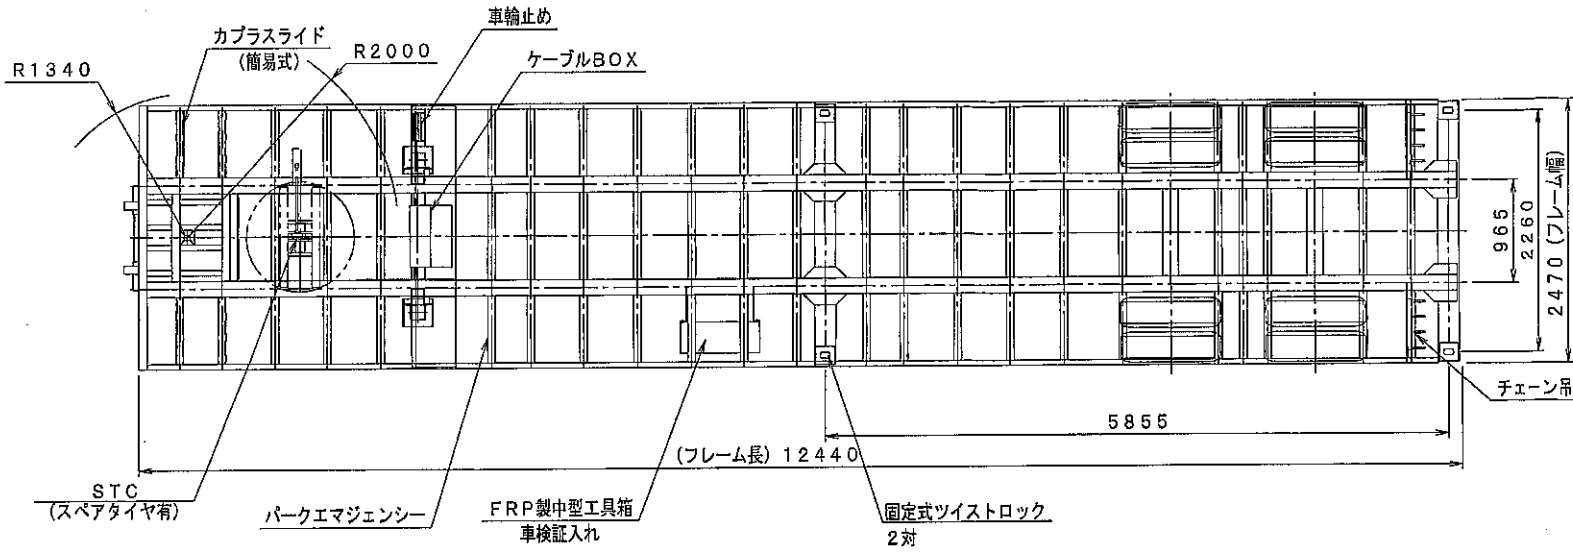 車輪止め
カプラスライド
(簡易式)
R2000
ケーブルBOX
R1340
965
2260
2470(フレーム幅)
チェーン吊
5855
(フレーム長)12440
STC
(スペアタイヤ有)
パークエマジェンシー
FRP製中型工具箱
車検証入れ
固定式ツイストロック
2対